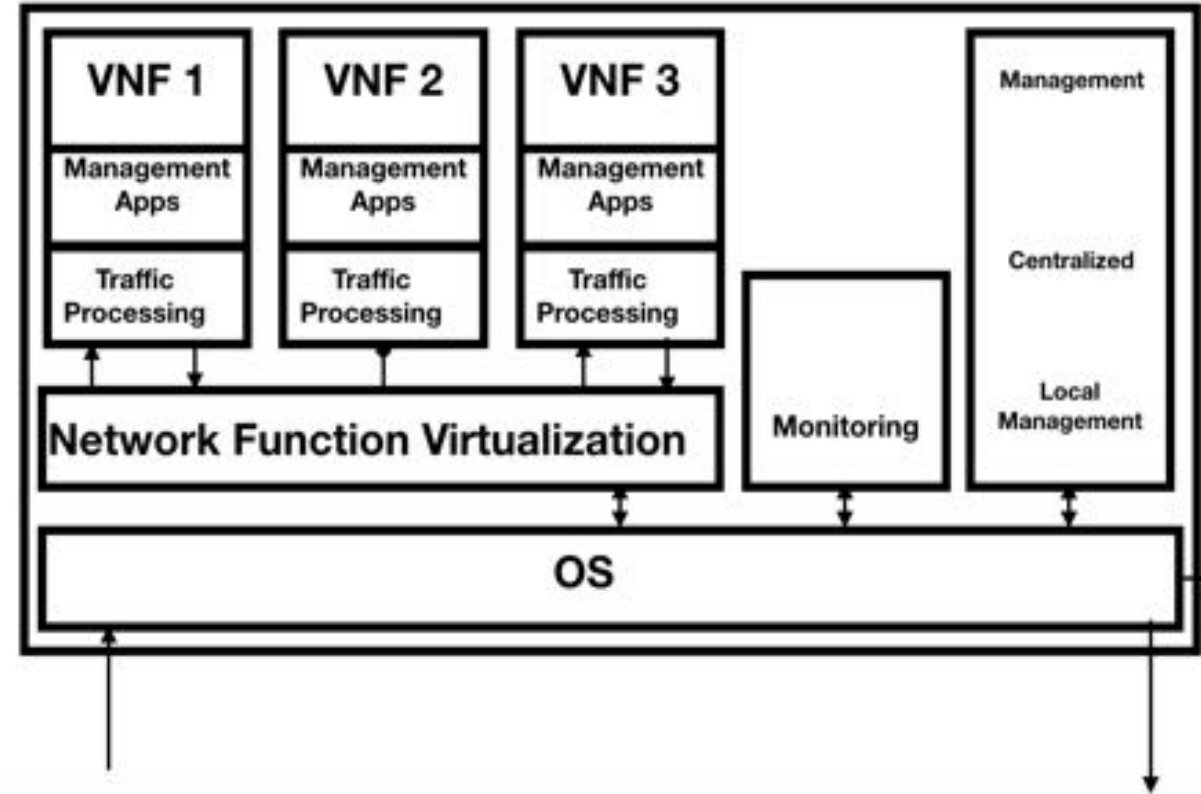 VNF 1
Management
Apps
Traffic
Processing
VNF 2
Management
Apps
Traffic
Processing
VNF 3
Management
Apps
Traffic
Processing
Management
Centralized
Local
Management
Monitoring
Network Function Virtualization
OS